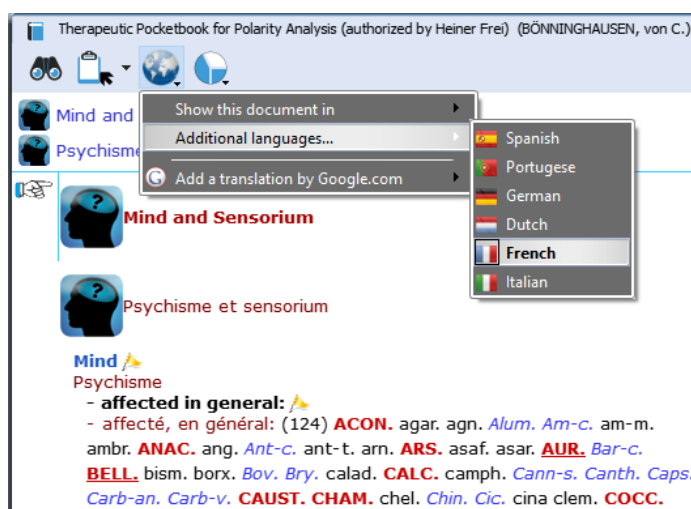 Therapeutic Pocketbook for Polarity Analysis (authorized by Heiner Frei) (BÖNNINGHAUSEN, von C.)
Mind and
Psychisme
Show this document in
Additional languages...
G Add a translation by Google.com
Spanish
Portugese
German
Dutch
French
Italian
Mind and Sensorium
Psychisme et sensorium
Mind
Psychisme
- affected in general:
- affecté, en général: (124) ACON. agar. agn. Alum. Am-c. am-m.
ambr. ANAC. ang. Ant-c. ant-t. arn. ARS. asaf. asar. AUR. Bar-c.
BELL. bism. borx. Bov. Bry. calad. CALC. camph. Cann-s. Canth. Caps.
Carb-an. Carb-v. CAUST. CHAM. chel. Chin. Cic. cina clem. COCC.